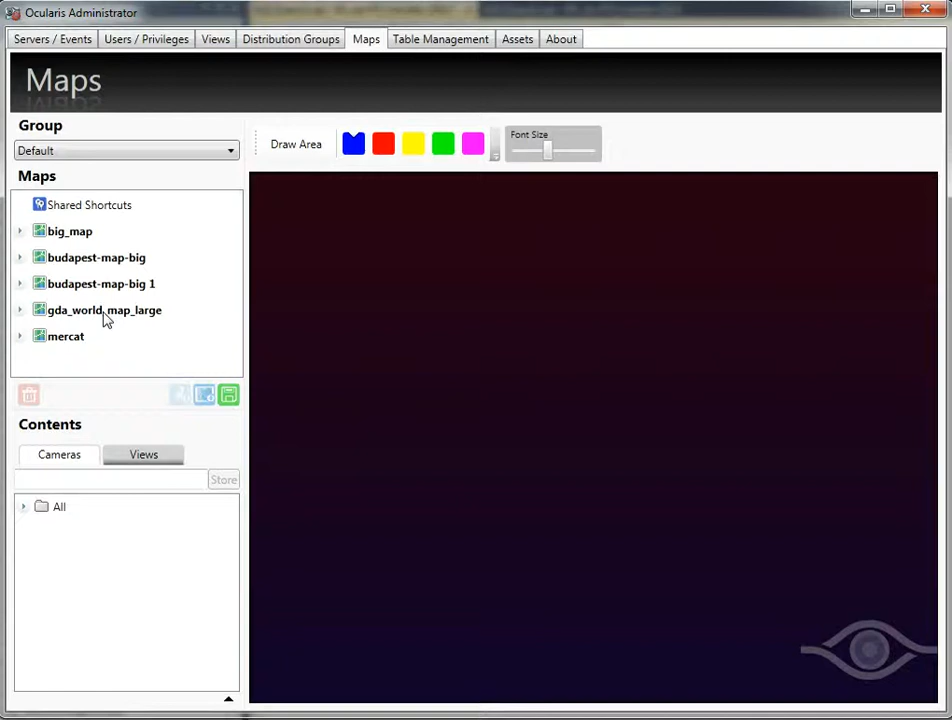 Ocularis Administrator
Servers / Events Users / Privileges Views Distribution Groups Maps Table Management Assets About
Maps
Group
Default
Draw Area
Font Size
Maps
Shared Shortcuts
big_map
budapest-map-big
budapest-map-big 1
gda_world_map_large
mercat
Contents
Cameras Views
Store
All